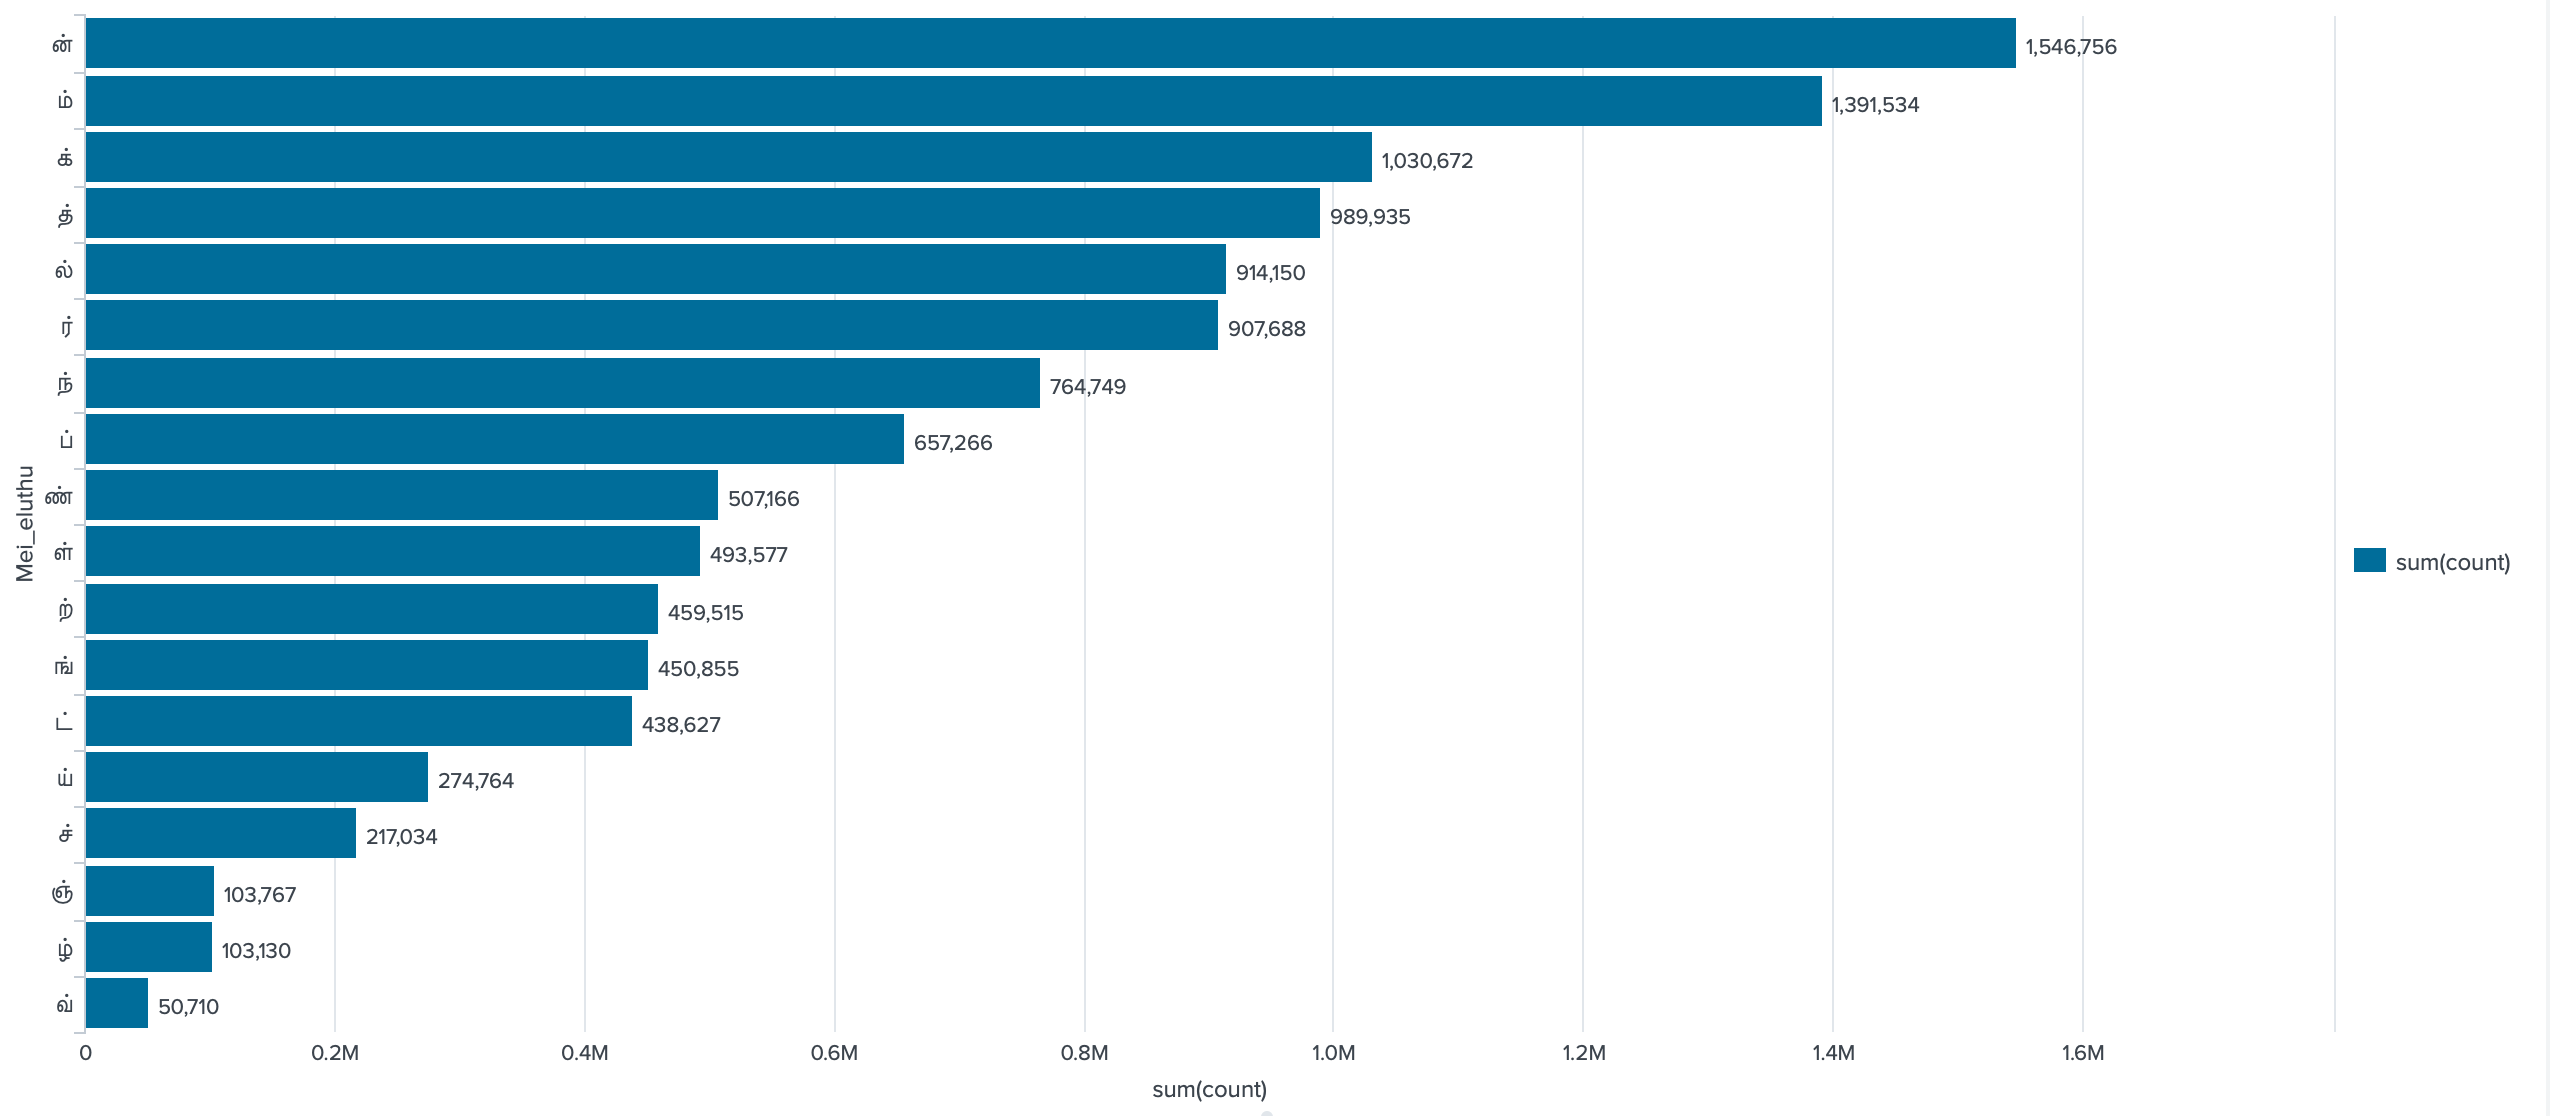 ன் 1,546,756
ம் 1,391,534
க் 1,030,672
த் 989,935
ல் 914,150
ர் 907,688
ந் 764,749
ப் 657,266
ண் 507,166
ள் 493,577
ற் 459,515
ங் 450,855
ட் 438,627
ய் 274,764
ச் 217,034
ஞ் 103,767
ழ் 103,130
வ் 50,710
Mei_eluthu
0 0.2M 0.4M 0.6M 0.8M 1.0M 1.2M 1.4M 1.6M
sum(count)
sum(count)